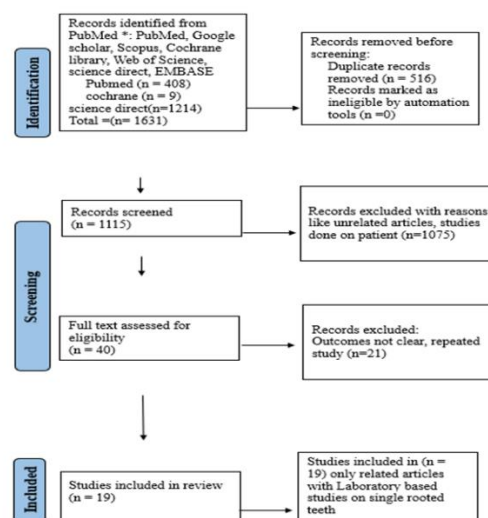 Identification
Records identified from
PubMed *: PubMed, Google
scholar, Scopus, Cochrane
library, Web of Science,
science direct, EMBASE
Pubmed (n = 408)
cochrane (n = 9)
science direct(n=1214)
Total =(n= 1631)
Records removed before
screening:
Duplicate records
removed (n = 516)
Records marked as
ineligible by automation
tools (n =0)
Screening
Records screened
(n = 1115)
Records excluded with reasons
like unrelated articles, studies
done on patient (n=1075)
Full text assessed for
eligibility
(n = 40)
Records excluded:
Outcomes not clear, repeated
study
(n=21)
Included
Studies included in review
(n = 19)
Studies included in (n =
19) only related articles
with Laboratory based
studies on single rooted
teeth